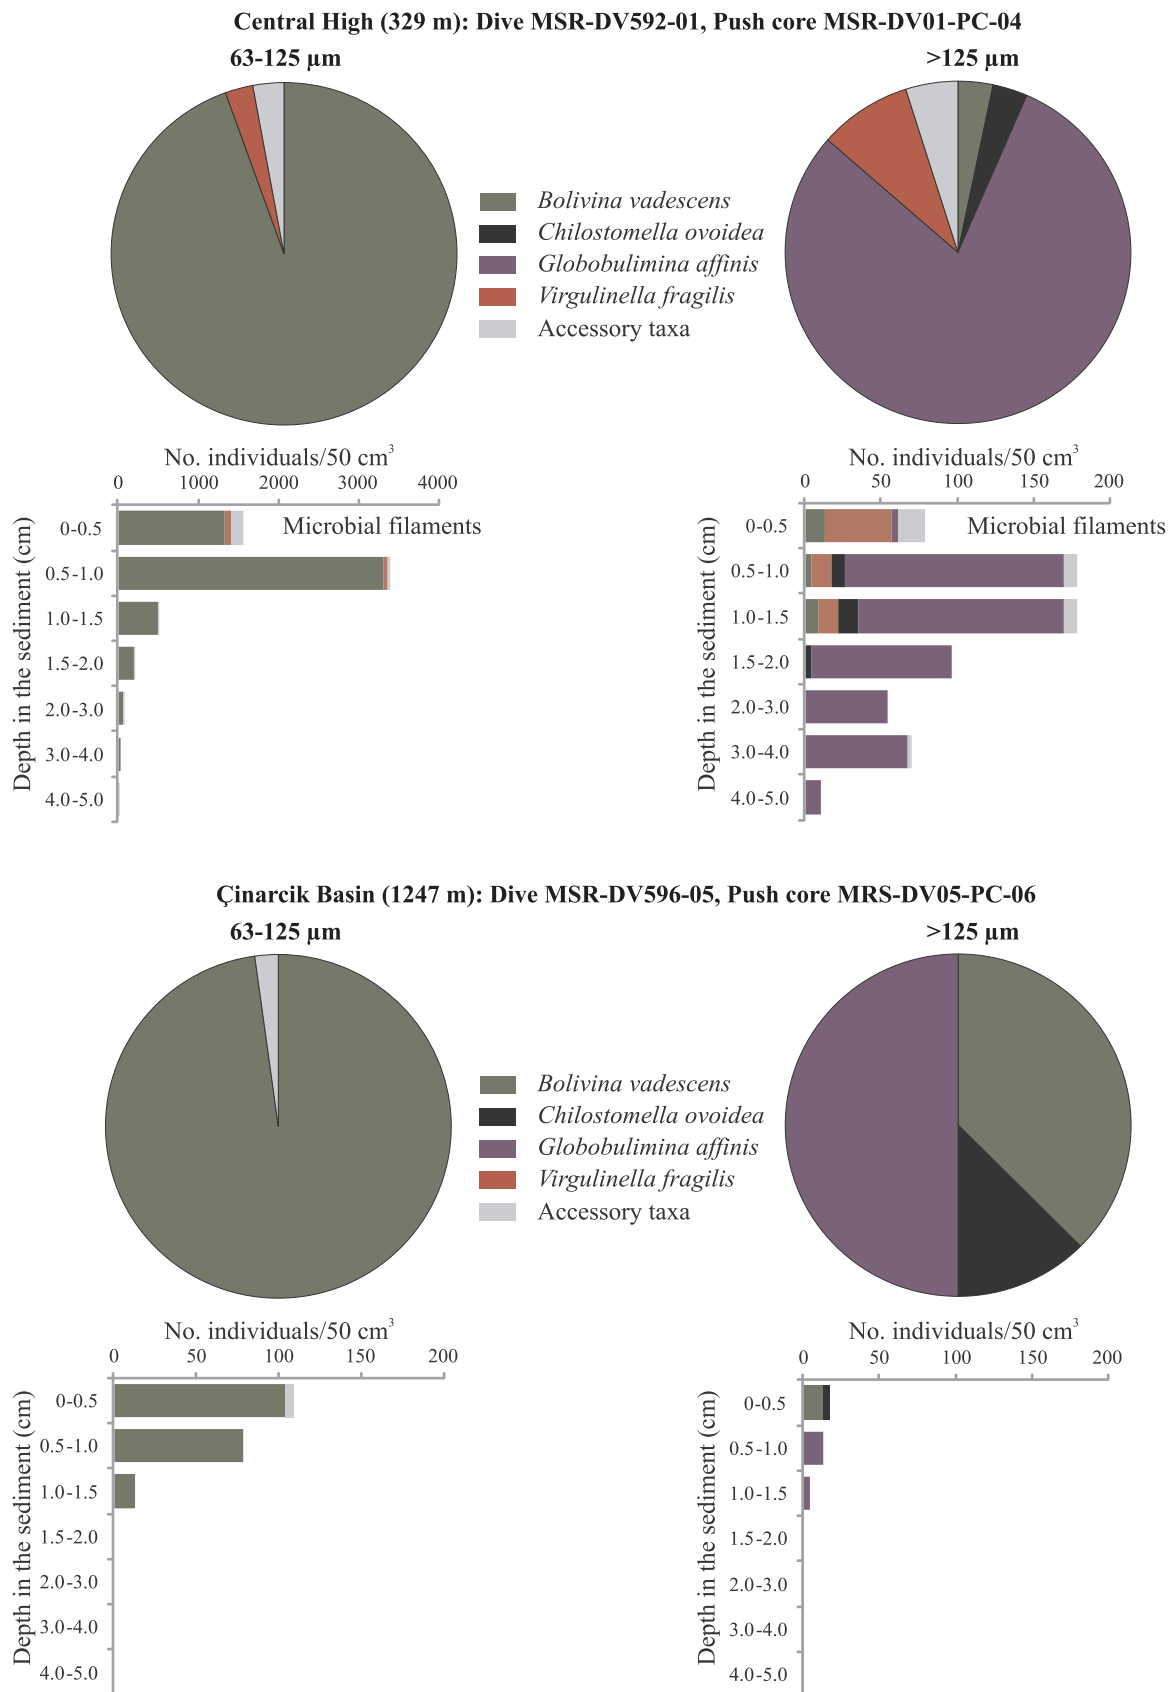 Central High (329 m): Dive MSR-DV592-01, Push core MSR-DV01-PC-04
63-125 µm
>125 µm
Bolivina vadescens
Chilostomella ovoidea
Globobulimina affinis
Virgulinella fragilis
Accessory taxa
No. individuals/50 cm³
0 1000 2000 3000 4000
Depth in the sediment (cm)
0-0.5
Microbial filaments
0.5-1.0
1.0-1.5
1.5-2.0
2.0-3.0
3.0-4.0
4.0-5.0
No. individuals/50 cm³
0 50 100 150 200
Depth in the sediment (cm)
0-0.5
Microbial filaments
0.5-1.0
1.0-1.5
1.5-2.0
2.0-3.0
3.0-4.0
4.0-5.0
Çinarcik Basin (1247 m): Dive MSR-DV596-05, Push core MRS-DV05-PC-06
63-125 µm
>125 µm
Bolivina vadescens
Chilostomella ovoidea
Globobulimina affinis
Virgulinella fragilis
Accessory taxa
No. individuals/50 cm³
0 50 100 150 200
Depth in the sediment (cm)
0-0.5
0.5-1.0
1.0-1.5
1.5-2.0
2.0-3.0
3.0-4.0
4.0-5.0
No. individuals/50 cm³
0 50 100 150 200
Depth in the sediment (cm)
0-0.5
0.5-1.0
1.0-1.5
1.5-2.0
2.0-3.0
3.0-4.0
4.0-5.0